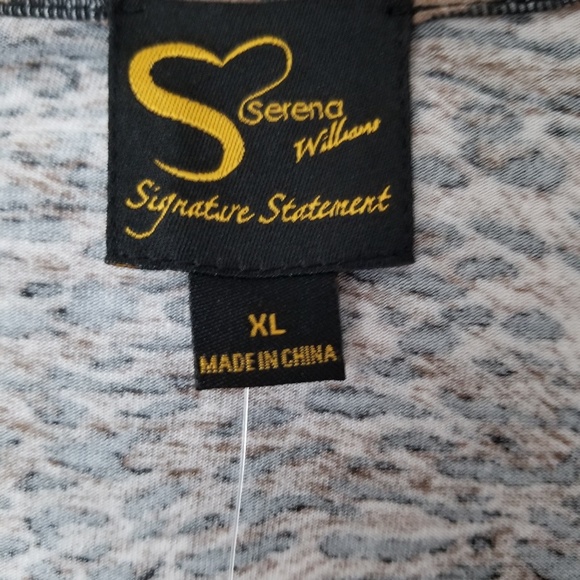 Serena
Williams
Signature Statement
XL
MADE IN CHINA